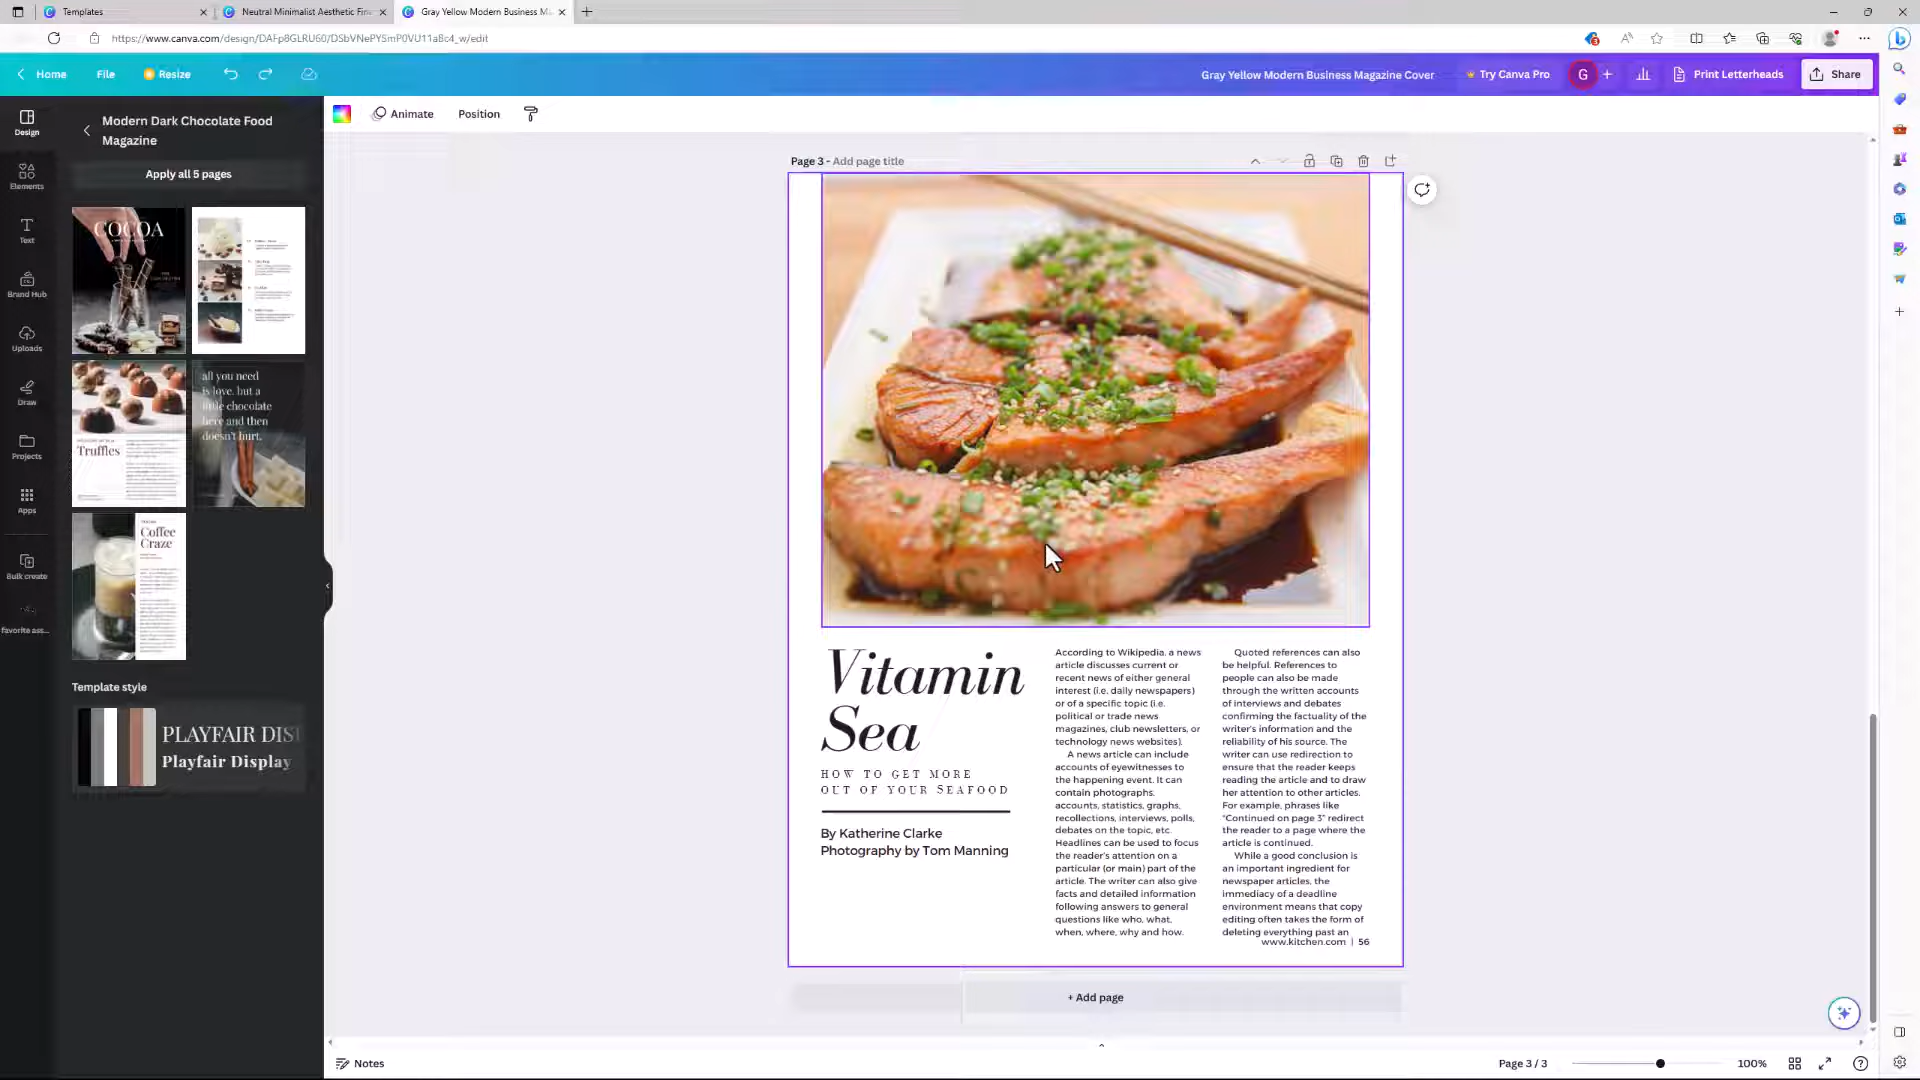 Templates
Neutral Minimalist Aesthetic Fin
Gray Yellow Modern Business M
https://www.canva.com/design/DAFp8GLRU60/DSbVNePYSmP0VU11a8c4_w/edit
Home
File
Resize
Gray Yellow Modern Business Magazine Cover
Try Canva Pro
G
Print Letterheads
Share
Animate
Position
Design
Elements
Text
Brand Hub
Uploads
Draw
Projects
Apps
Bulk create
favorite ass...
Modern Dark Chocolate Food
Magazine
Apply all 5 pages
COCOA
all you need
is love. but a
little chocolate
here and then
doesn't hurt.
Truffles
Coffee
Craze
Template style
PLAYFAIR DIS
Playfair Display
Page 3 - Add page title
Vitamin
Sea
HOW TO GET MORE
OUT OF YOUR SEAFOOD
By Katherine Clarke
Photography by Tom Manning
According to Wikipedia, a news
article discusses current or
recent news of either general
interest (i.e. daily newspapers)
or of a specific topic (i.e.
political or trade news
magazines, club newsletters, or
technology news websites).
A news article can include
accounts of eyewitnesses to
the happening event. It can
contain photographs,
accounts, statistics, graphs,
recollections, interviews, polls,
debates on the topic, etc.
Headlines can be used to focus
the reader's attention on a
particular (or main) part of the
article. The writer can also give
facts and detailed information
following answers to general
questions like who, what,
when, where, why and how.
Quoted references can also
be helpful. References to
people can also be made
through the written accounts
of interviews and debates
confirming the factuality of the
writer's information and the
reliability of his source. The
writer can use redirection to
ensure that the reader keeps
reading the article and to draw
her attention to other articles.
For example, phrases like
"Continued on page 3" redirect
the reader to a page where the
article is continued.
While a good conclusion is
an important ingredient for
newspaper articles, the
immediacy of a deadline
environment means that copy
editing often takes the form of
deleting everything past an
www.kitchen.com | 56
+ Add page
Notes
Page 3 / 3
100%